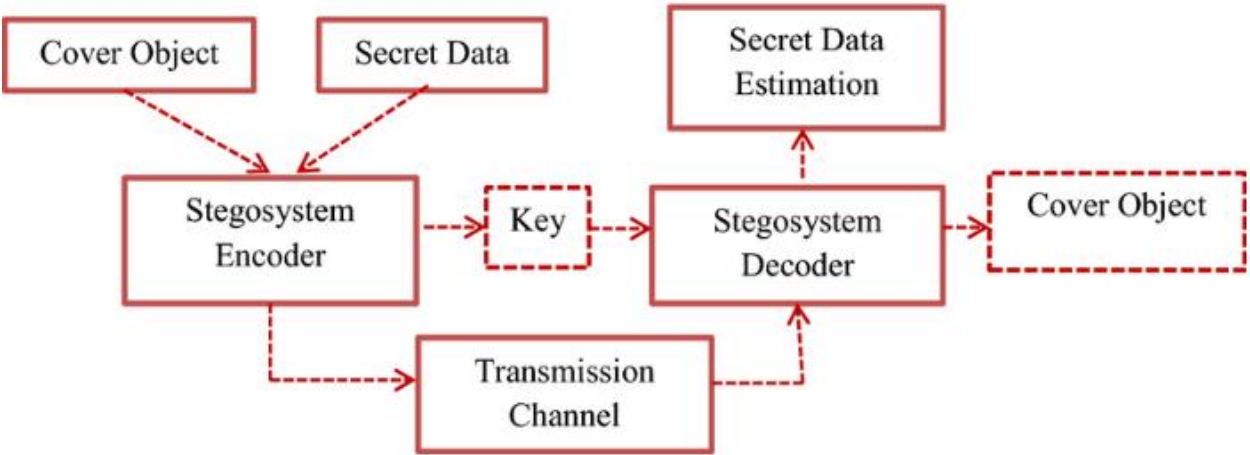 Cover Object
Secret Data
Secret Data
Estimation
Stegosystem
Encoder
Key
Stegosystem
Decoder
Cover Object
Transmission
Channel